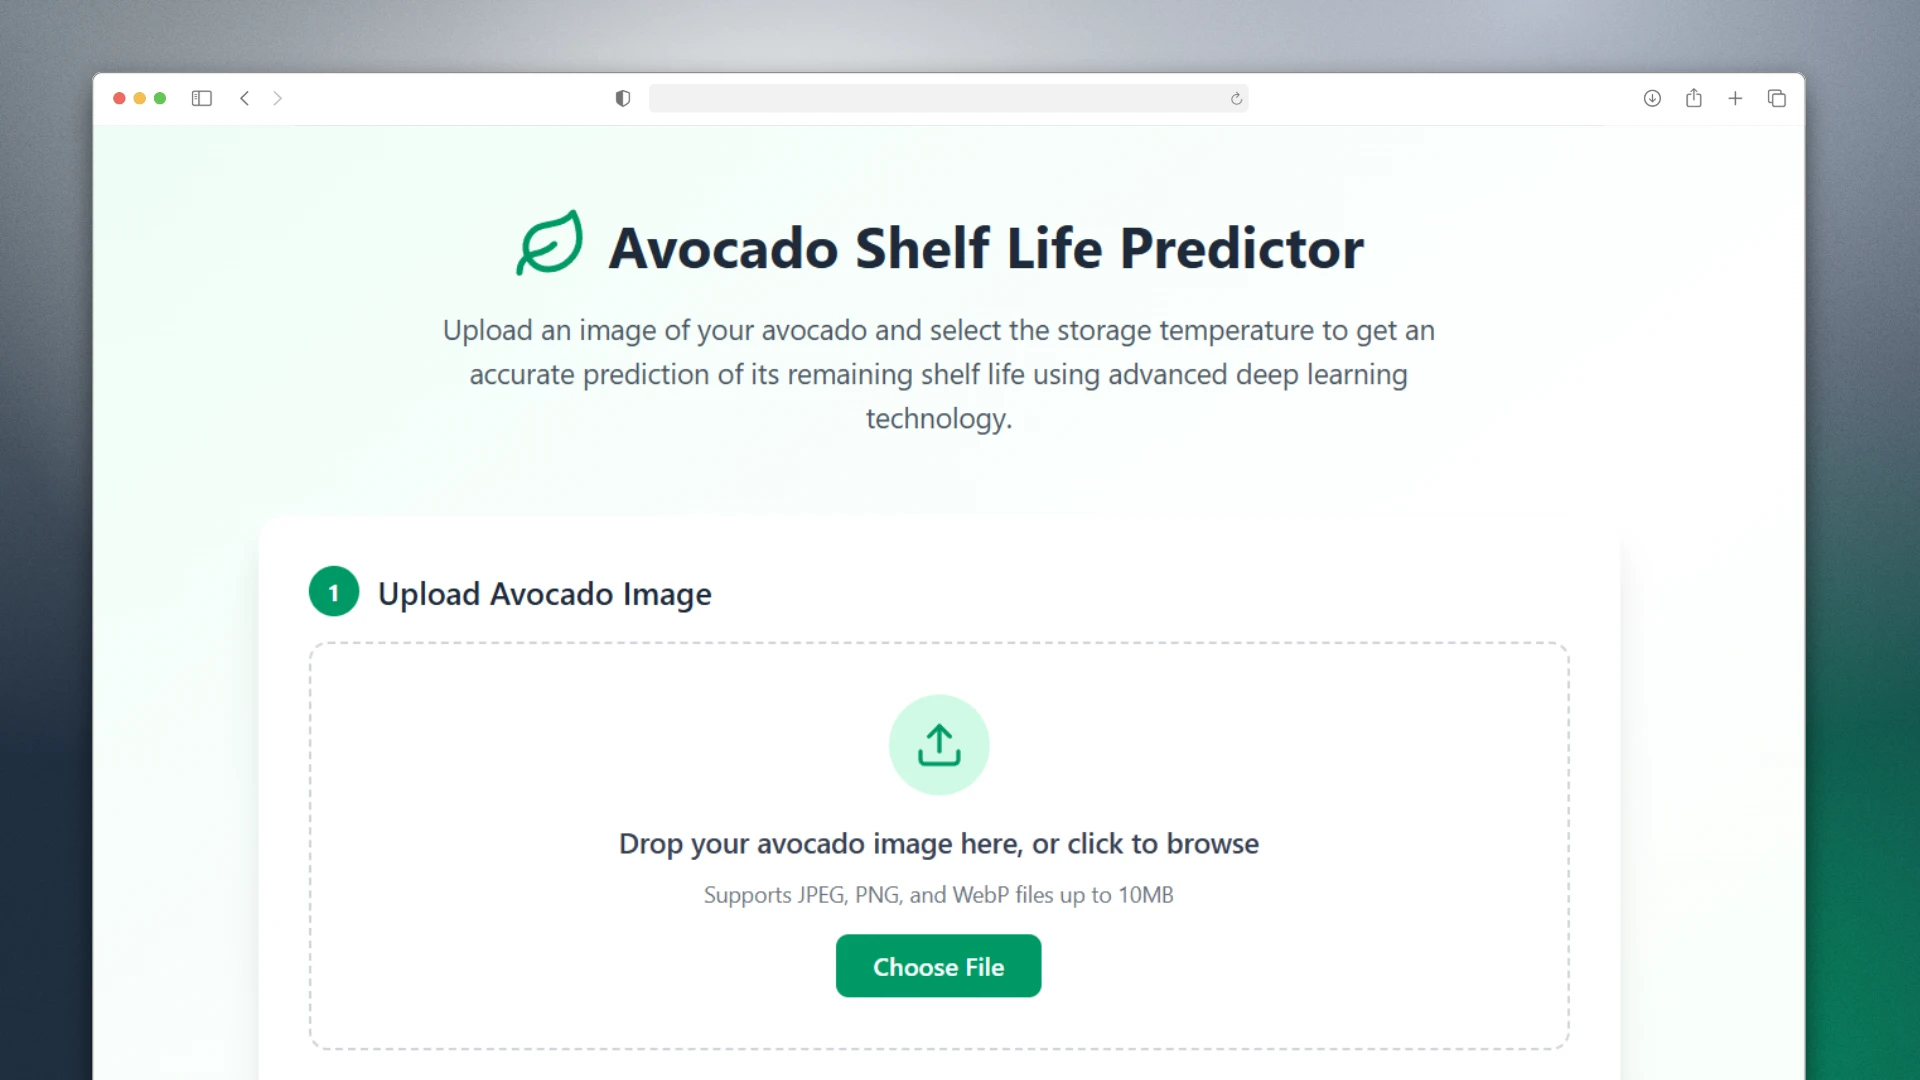 Avocado Shelf Life Predictor
Upload an image of your avocado and select the storage temperature to get an
accurate prediction of its remaining shelf life using advanced deep learning
technology.
1 Upload Avocado Image
Drop your avocado image here, or click to browse
Supports JPEG, PNG, and WebP files up to 10MB
Choose File